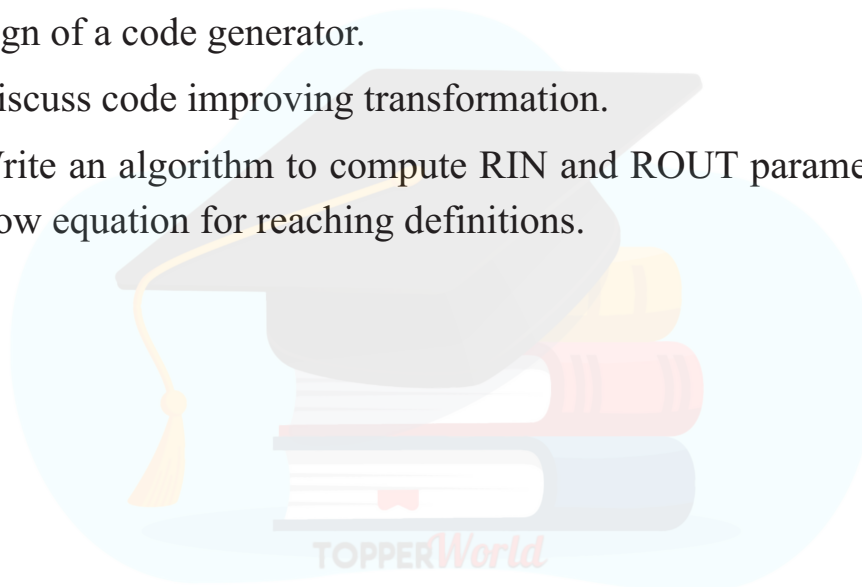 gn of a code generator.
iscuss code improving transformation.
rite an algorithm to compute RIN and ROUT parame
ow equation for reaching definitions.
TOPPERWorld